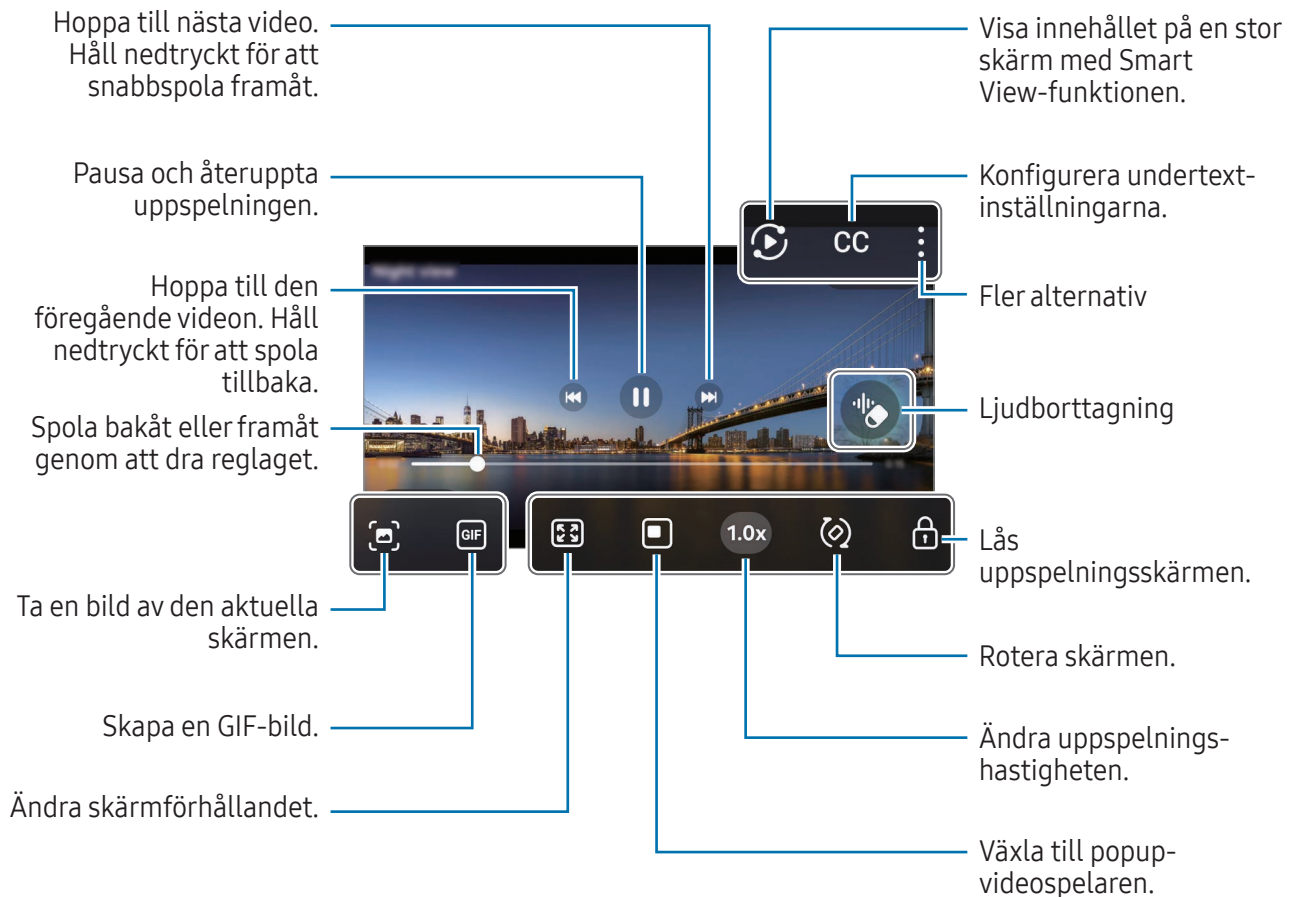 Hoppa till nästa video.
Håll nedtryckt för att
snabbspola framåt.
Pausa och återuppta
uppspelningen.
Hoppa till den
föregående videon. Håll
nedtryckt för att spola
tillbaka.
Spola bakåt eller framåt
genom att dra reglaget.
Ta en bild av den aktuella
skärmen.
Skapa en GIF-bild.
Ändra skärmförhållandet.
CC
GIF
1.0x
Visa innehållet på en stor
skärm med Smart
View-funktionen.
Konfigurera undertext-
inställningarna.
Fler alternativ
Ljudborttagning
Lås
uppspelningsskärmen.
Rotera skärmen.
Ändra uppspelnings-
hastigheten.
Växla till popup-
videospelaren.